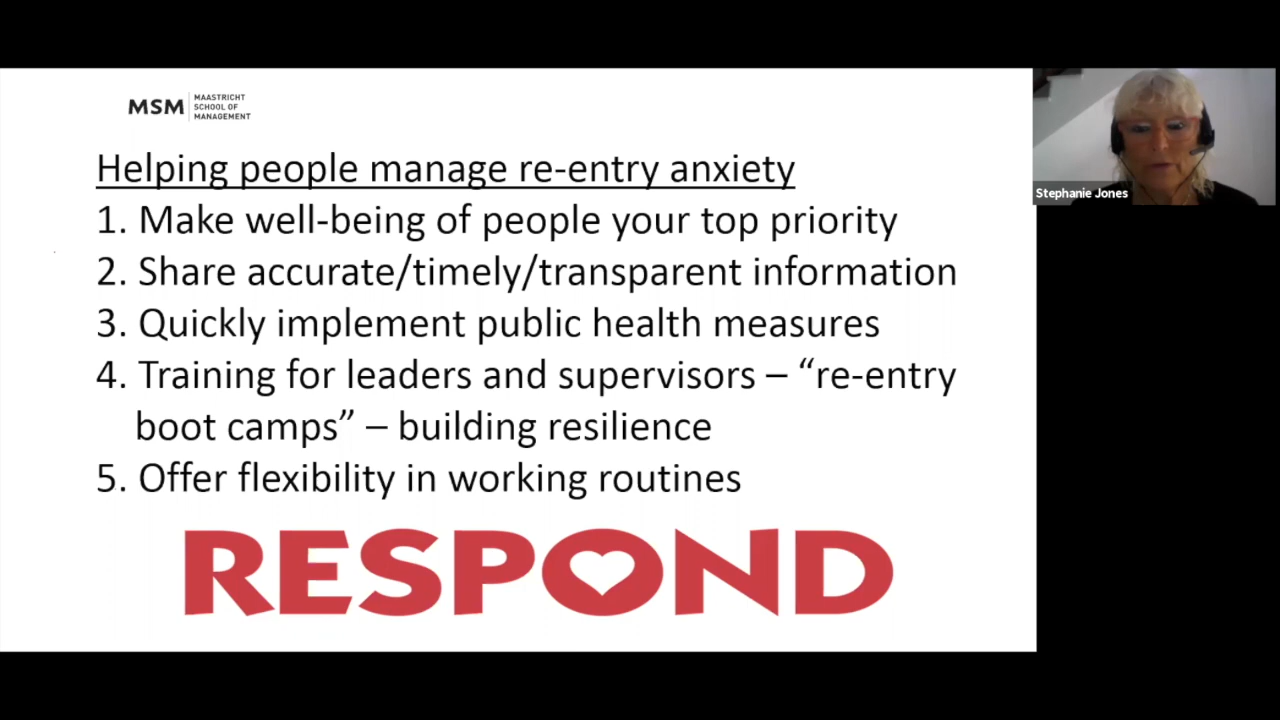 MSM
MAASTRICHT
SCHOOL OF
MANAGEMENT
Helping people manage re-entry anxiety
1. Make well-being of people your top priority
2. Share accurate/timely/transparent information
3. Quickly implement public health measures
4. Training for leaders and supervisors – “re-entry
boot camps” – building resilience
5. Offer flexibility in working routines
RESPOND
Stephanie Jones